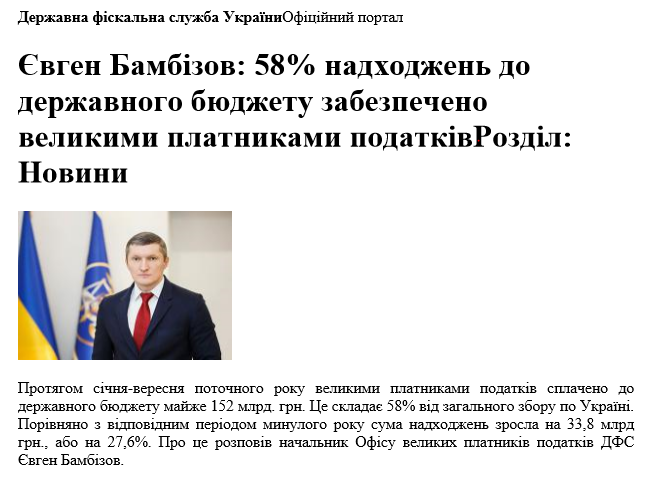 Державна фіскальна служба УкраїниОфіційний портал
Євген Бамбізов: 58% надходжень до
державного бюджету забезпечено
великими платниками податківРозділ:
Новини
Протягом січня-вересня поточного року великими платниками податків сплачено до
державного бюджету майже 152 млрд. грн. Це складає 58% від загального збору по Україні.
Порівняно з відповідним періодом минулого року сума надходжень зросла на 33,8 млрд
грн., або на 27,6%. Про це розповів начальник Офісу великих платників податків ДФС
Євген Бамбізов.